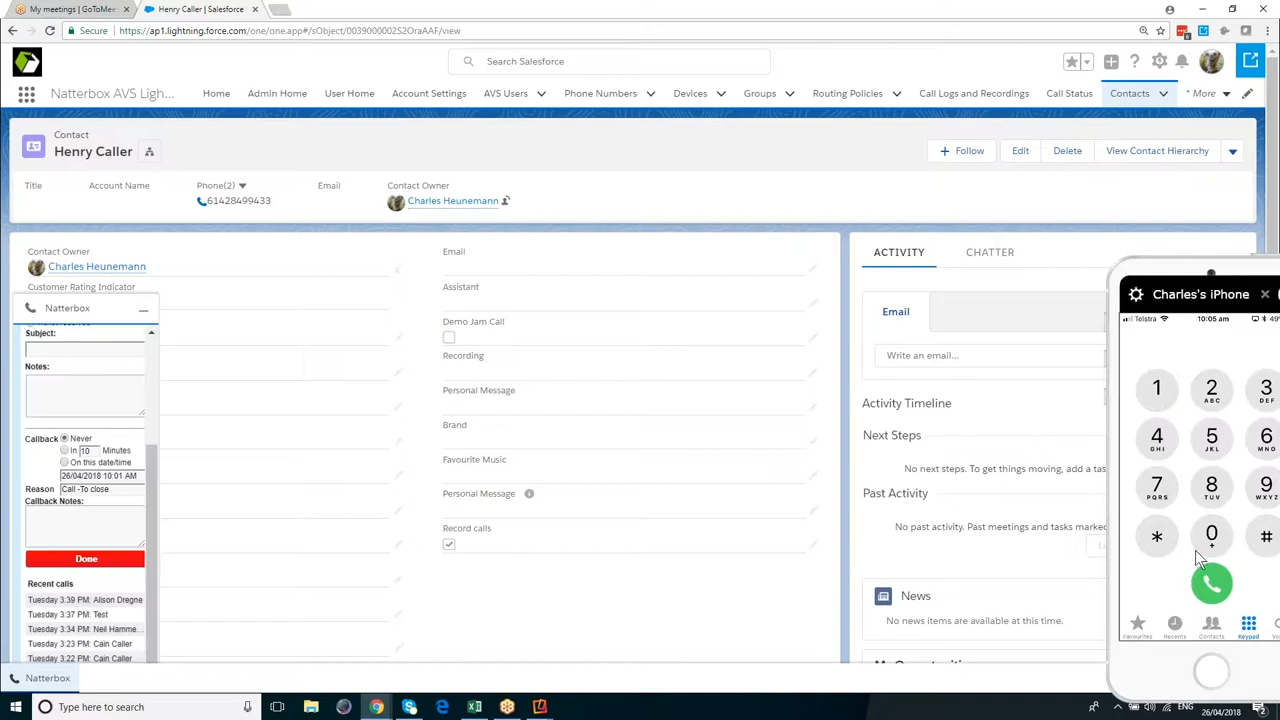 My meetings | GoToMee
Henry Caller | Salesforce
Secure
https://ap1.lightning.force.com/one/one.app#/sObject/0039000002S2OraAAF/view
Search Salesforce
Natterbox AVS Ligh... Home Admin Home User Home Account Settings AVS Users Phone Numbers Devices Groups Routing Policies Call Logs and Recordings Call Status Contacts * More
Contact
Henry Caller
Follow Edit Delete View Contact Hierarchy
Title Account Name Phone(2) Email Contact Owner
61428499433 Charles Heunemann
Contact Owner
Charles Heunemann
Customer Rating Indicator
Natterbox
Subject:
Notes:
Callback Never
In 10 Minutes
On this date/time
26/04/2018 10:01 AM
Reason Call -To close
Callback Notes:
Done
Recent calls
Tuesday 3:39 PM: Alison Dregne
Tuesday 3:37 PM: Test
Tuesday 3:34 PM: Neil Hamme...
Tuesday 3:23 PM: Cain Caller
Tuesday 3:22 PM: Cain Caller
Email
Assistant
Demo Jam Call
Recording
Personal Message
Brand
Favourite Music
Personal Message
Record calls
ACTIVITY CHATTER
Email
Write an email...
Activity Timeline
Next Steps
No next steps. To get things moving, add a ta
Past Activity
No past activity. Past meetings and tasks marked
News
No news items are available at this time.
Charles's iPhone
Telstra 10:05 am 49
1 2 3
ABC DEF
4 5 6
GHI JKL MNO
7 8 9
PQRS TUV
* 0 #
+
Favourites Recents Contacts Keypad
Natterbox
Type here to search
ENG
26/04/2018
2